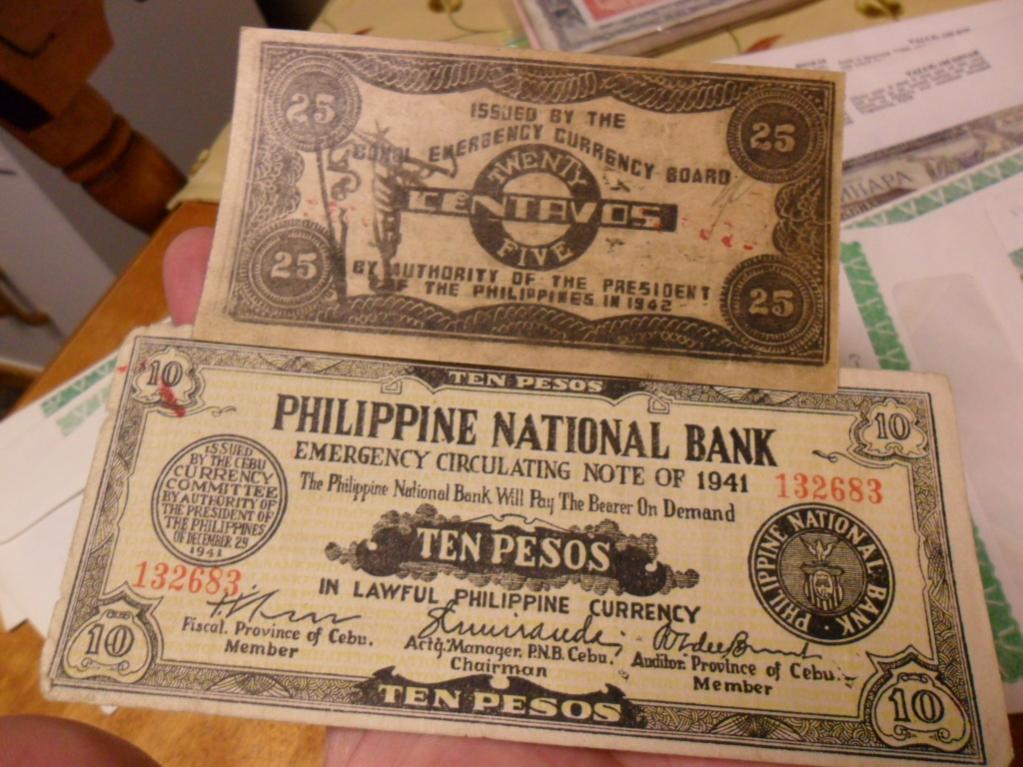 25
25
ISSUED BY THE
BOHOL EMERGENCY CURRENCY BOARD
TWENTY
CENTAVOS
FIVE
25
25
BY AUTHORITY OF THE PRESIDENT
OF THE PHILIPPINES IN 1942
TEN PESOS
10
10
PHILIPPINE NATIONAL BANK
EMERGENCY CIRCULATING NOTE OF 1941
132683
The Philippine National Bank Will Pay The Bearer On Demand
ISSUED
BY THE CEBU
CURRENCY
COMMITTEE
BY AUTHORITY OF
THE PRESIDENT OF
THE PHILIPPINES
OF DECEMBER 29
1941
TEN PESOS
PHILIPPINE NATIONAL BANK
132683
IN LAWFUL PHILIPPINE CURRENCY
Fiscal, Province of Cebu.
Member
Actg. Manager, P.N.B. Cebu.
Chairman
Auditor Province of Cebu.
Member
10
10
TEN PESOS